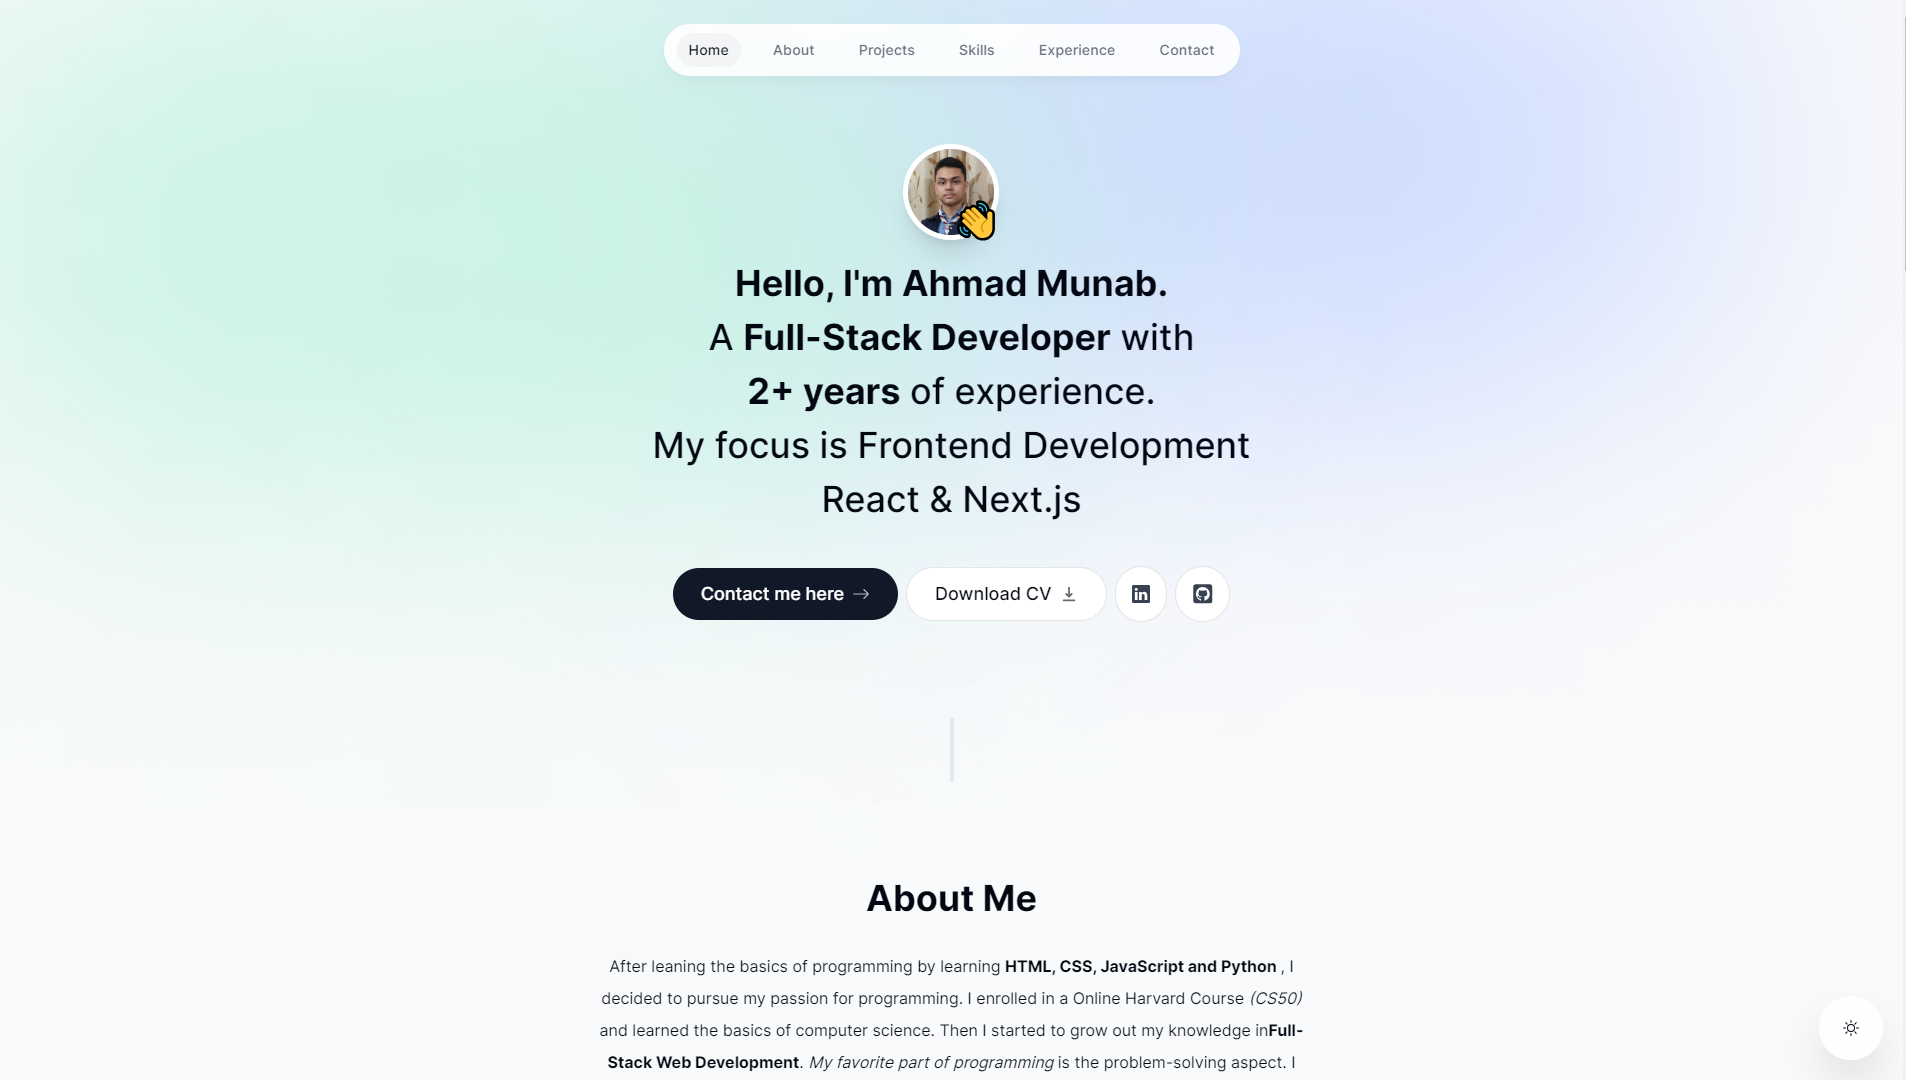 Home About Projects Skills Experience Contact
Hello, I'm Ahmad Munab.
A Full-Stack Developer with
2+ years of experience.
My focus is Frontend Development
React & Next.js
Contact me here
Download CV
in
About Me
After leaning the basics of programming by learning HTML, CSS, JavaScript and Python , I
decided to pursue my passion for programming. I enrolled in a Online Harvard Course (CS50)
and learned the basics of computer science. Then I started to grow out my knowledge inFull-
Stack Web Development. My favorite part of programming is the problem-solving aspect. I